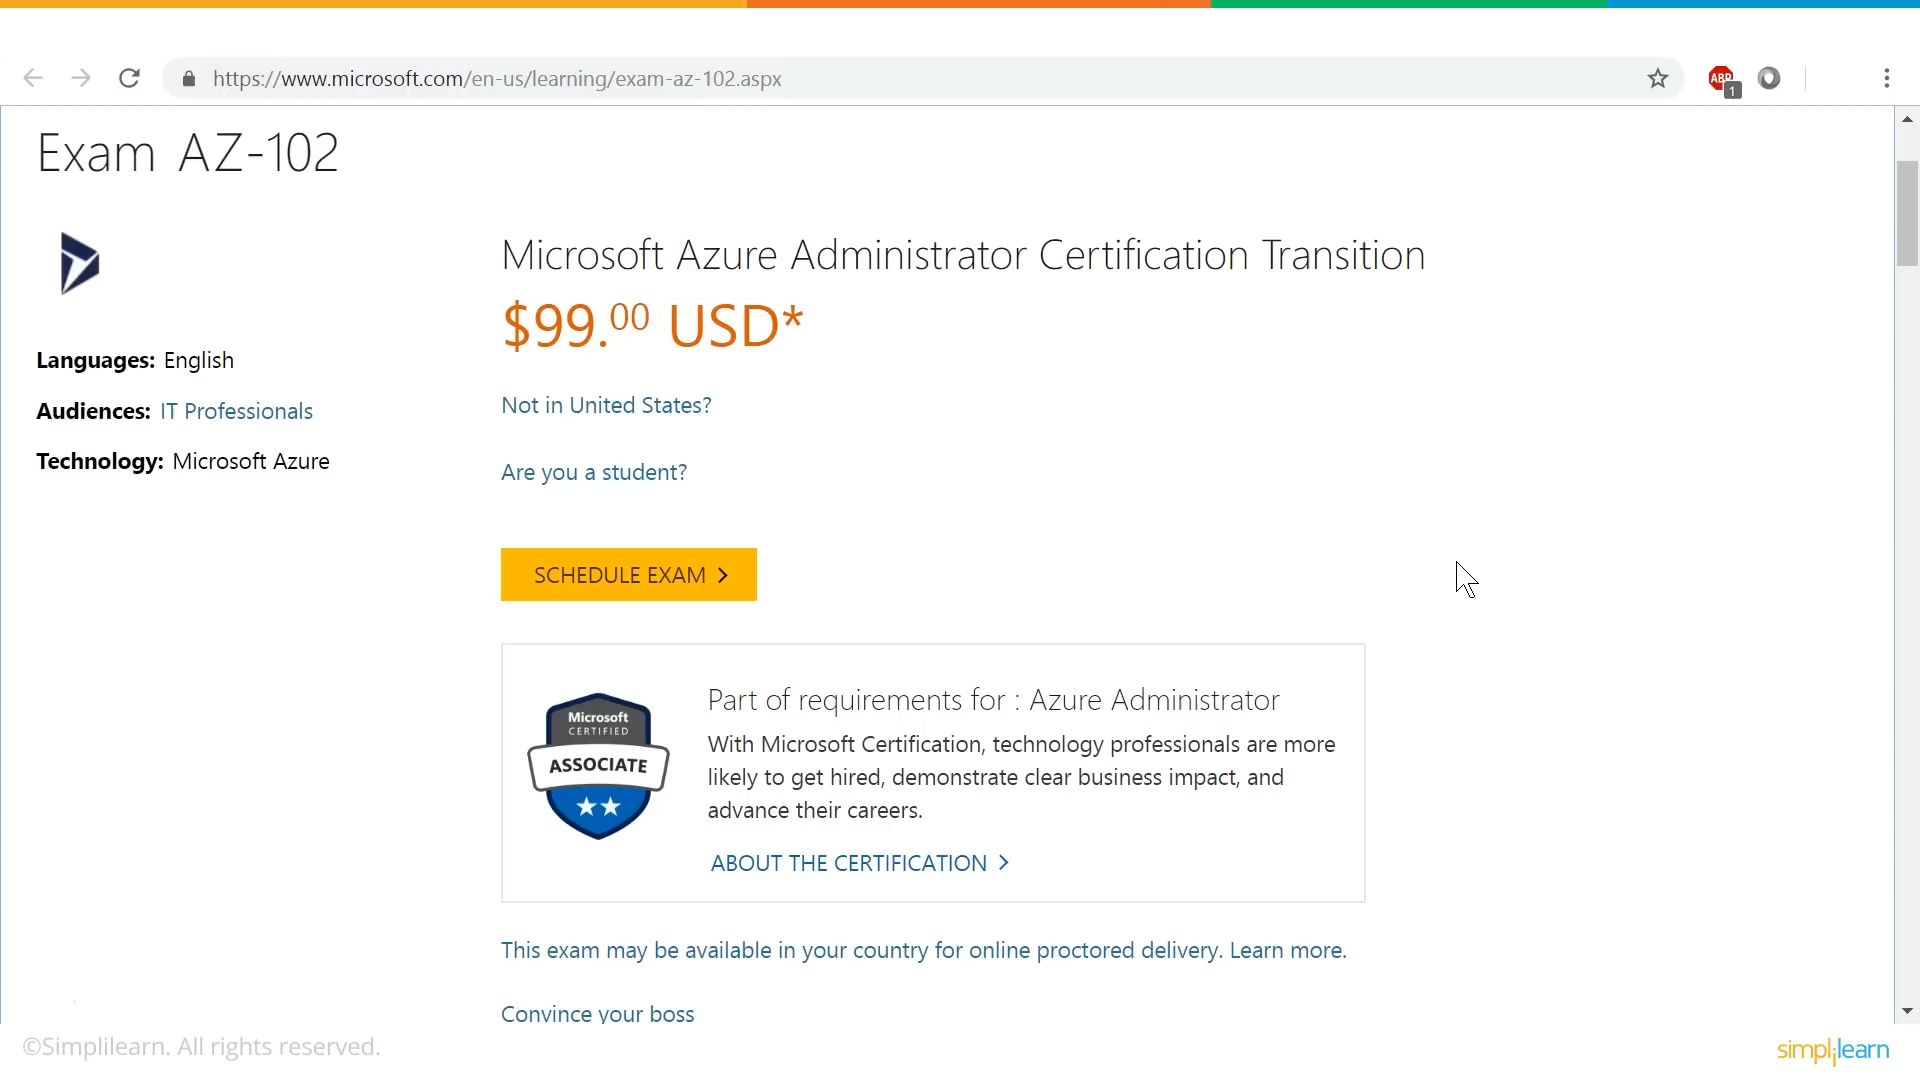 https://www.microsoft.com/en-us/learning/exam-az-102.aspx
ABP
1
Exam AZ-102
Microsoft Azure Administrator Certification Transition
$99.00 USD*
Languages: English
Audiences: IT Professionals
Technology: Microsoft Azure
Not in United States?
Are you a student?
SCHEDULE EXAM
Microsoft
CERTIFIED
ASSOCIATE
Part of requirements for : Azure Administrator
With Microsoft Certification, technology professionals are more
likely to get hired, demonstrate clear business impact, and
advance their careers.
ABOUT THE CERTIFICATION
This exam may be available in your country for online proctored delivery. Learn more.
Convince your boss
©Simplilearn. All rights reserved.
simplilearn